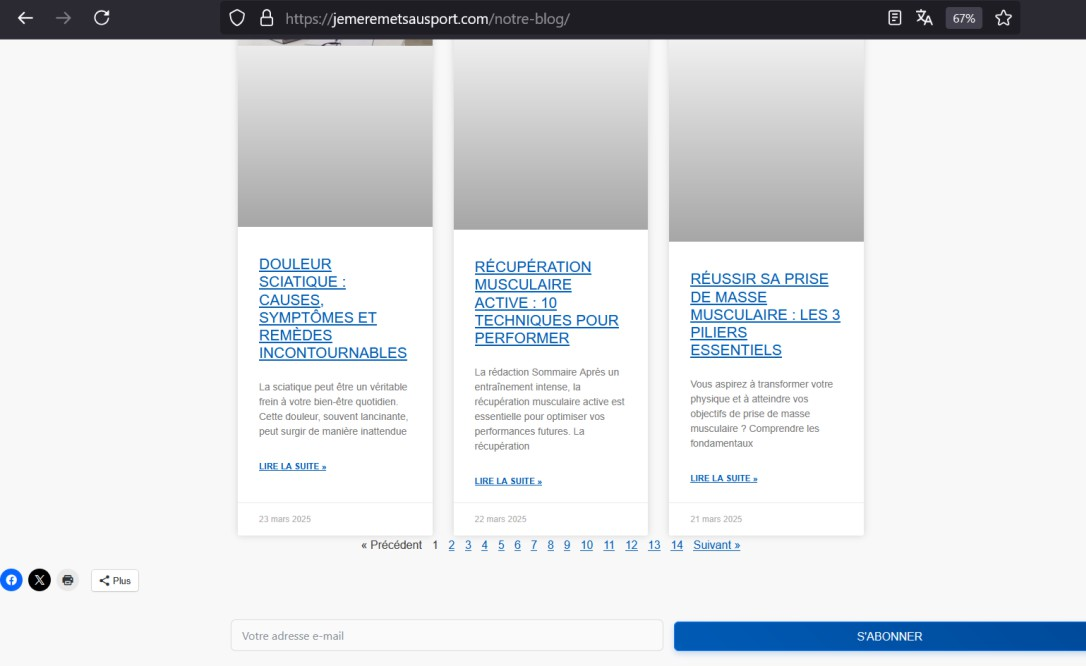 https://jemeremetsausport.com/notre-blog/
67%
DOULEUR
SCIATIQUE :
CAUSES,
SYMPTÔMES ET
REMÈDES
INCONTOURNABLES
La sciatique peut être un véritable
frein à votre bien-être quotidien.
Cette douleur, souvent lancinante,
peut surgir de manière inattendue
LIRE LA SUITE »
23 mars 2025
RÉCUPÉRATION
MUSCULAIRE
ACTIVE : 10
TECHNIQUES POUR
PERFORMER
La rédaction Sommaire Après un
entraînement intense, la
récupération musculaire active est
essentielle pour optimiser vos
performances futures. La
récupération
LIRE LA SUITE »
22 mars 2025
RÉUSSIR SA PRISE
DE MASSE
MUSCULAIRE : LES 3
PILIERS
ESSENTIELS
Vous aspirez à transformer votre
physique et à atteindre vos
objectifs de prise de masse
musculaire ? Comprendre les
fondamentaux
LIRE LA SUITE »
21 mars 2025
« Précédent 1 2 3 4 5 6 7 8 9 10 11 12 13 14 Suivant »
Plus
Votre adresse e-mail
S'ABONNER